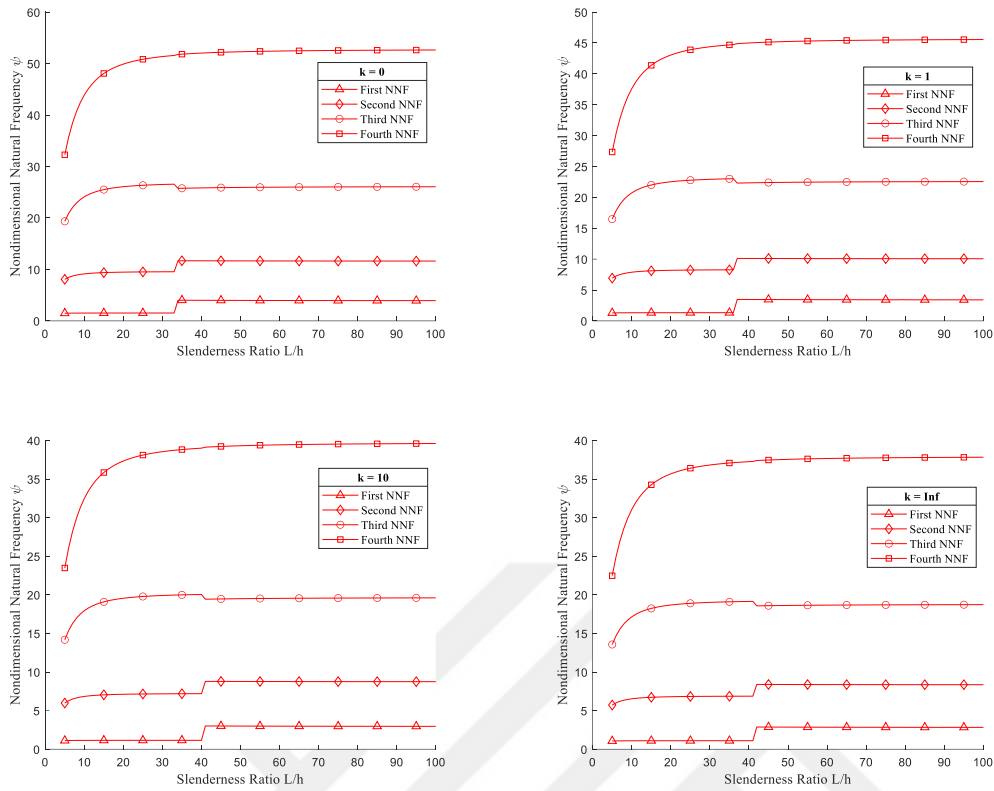 Nondimensional Natural Frequency ψ
60
50
40
30
20
10
0
k = 0
First NNF
Second NNF
Third NNF
Fourth NNF
0 10 20 30 40 50 60 70 80 90 100
Slenderness Ratio L/h
Nondimensional Natural Frequency ψ
50
45
40
35
30
25
20
15
10
5
0
k = 1
First NNF
Second NNF
Third NNF
Fourth NNF
0 10 20 30 40 50 60 70 80 90 100
Slenderness Ratio L/h
Nondimensional Natural Frequency ψ
40
35
30
25
20
15
10
5
0
k = 10
First NNF
Second NNF
Third NNF
Fourth NNF
0 10 20 30 40 50 60 70 80 90 100
Slenderness Ratio L/h
Nondimensional Natural Frequency ψ
40
35
30
25
20
15
10
5
0
k = Inf
First NNF
Second NNF
Third NNF
Fourth NNF
0 10 20 30 40 50 60 70 80 90 100
Slenderness Ratio L/h